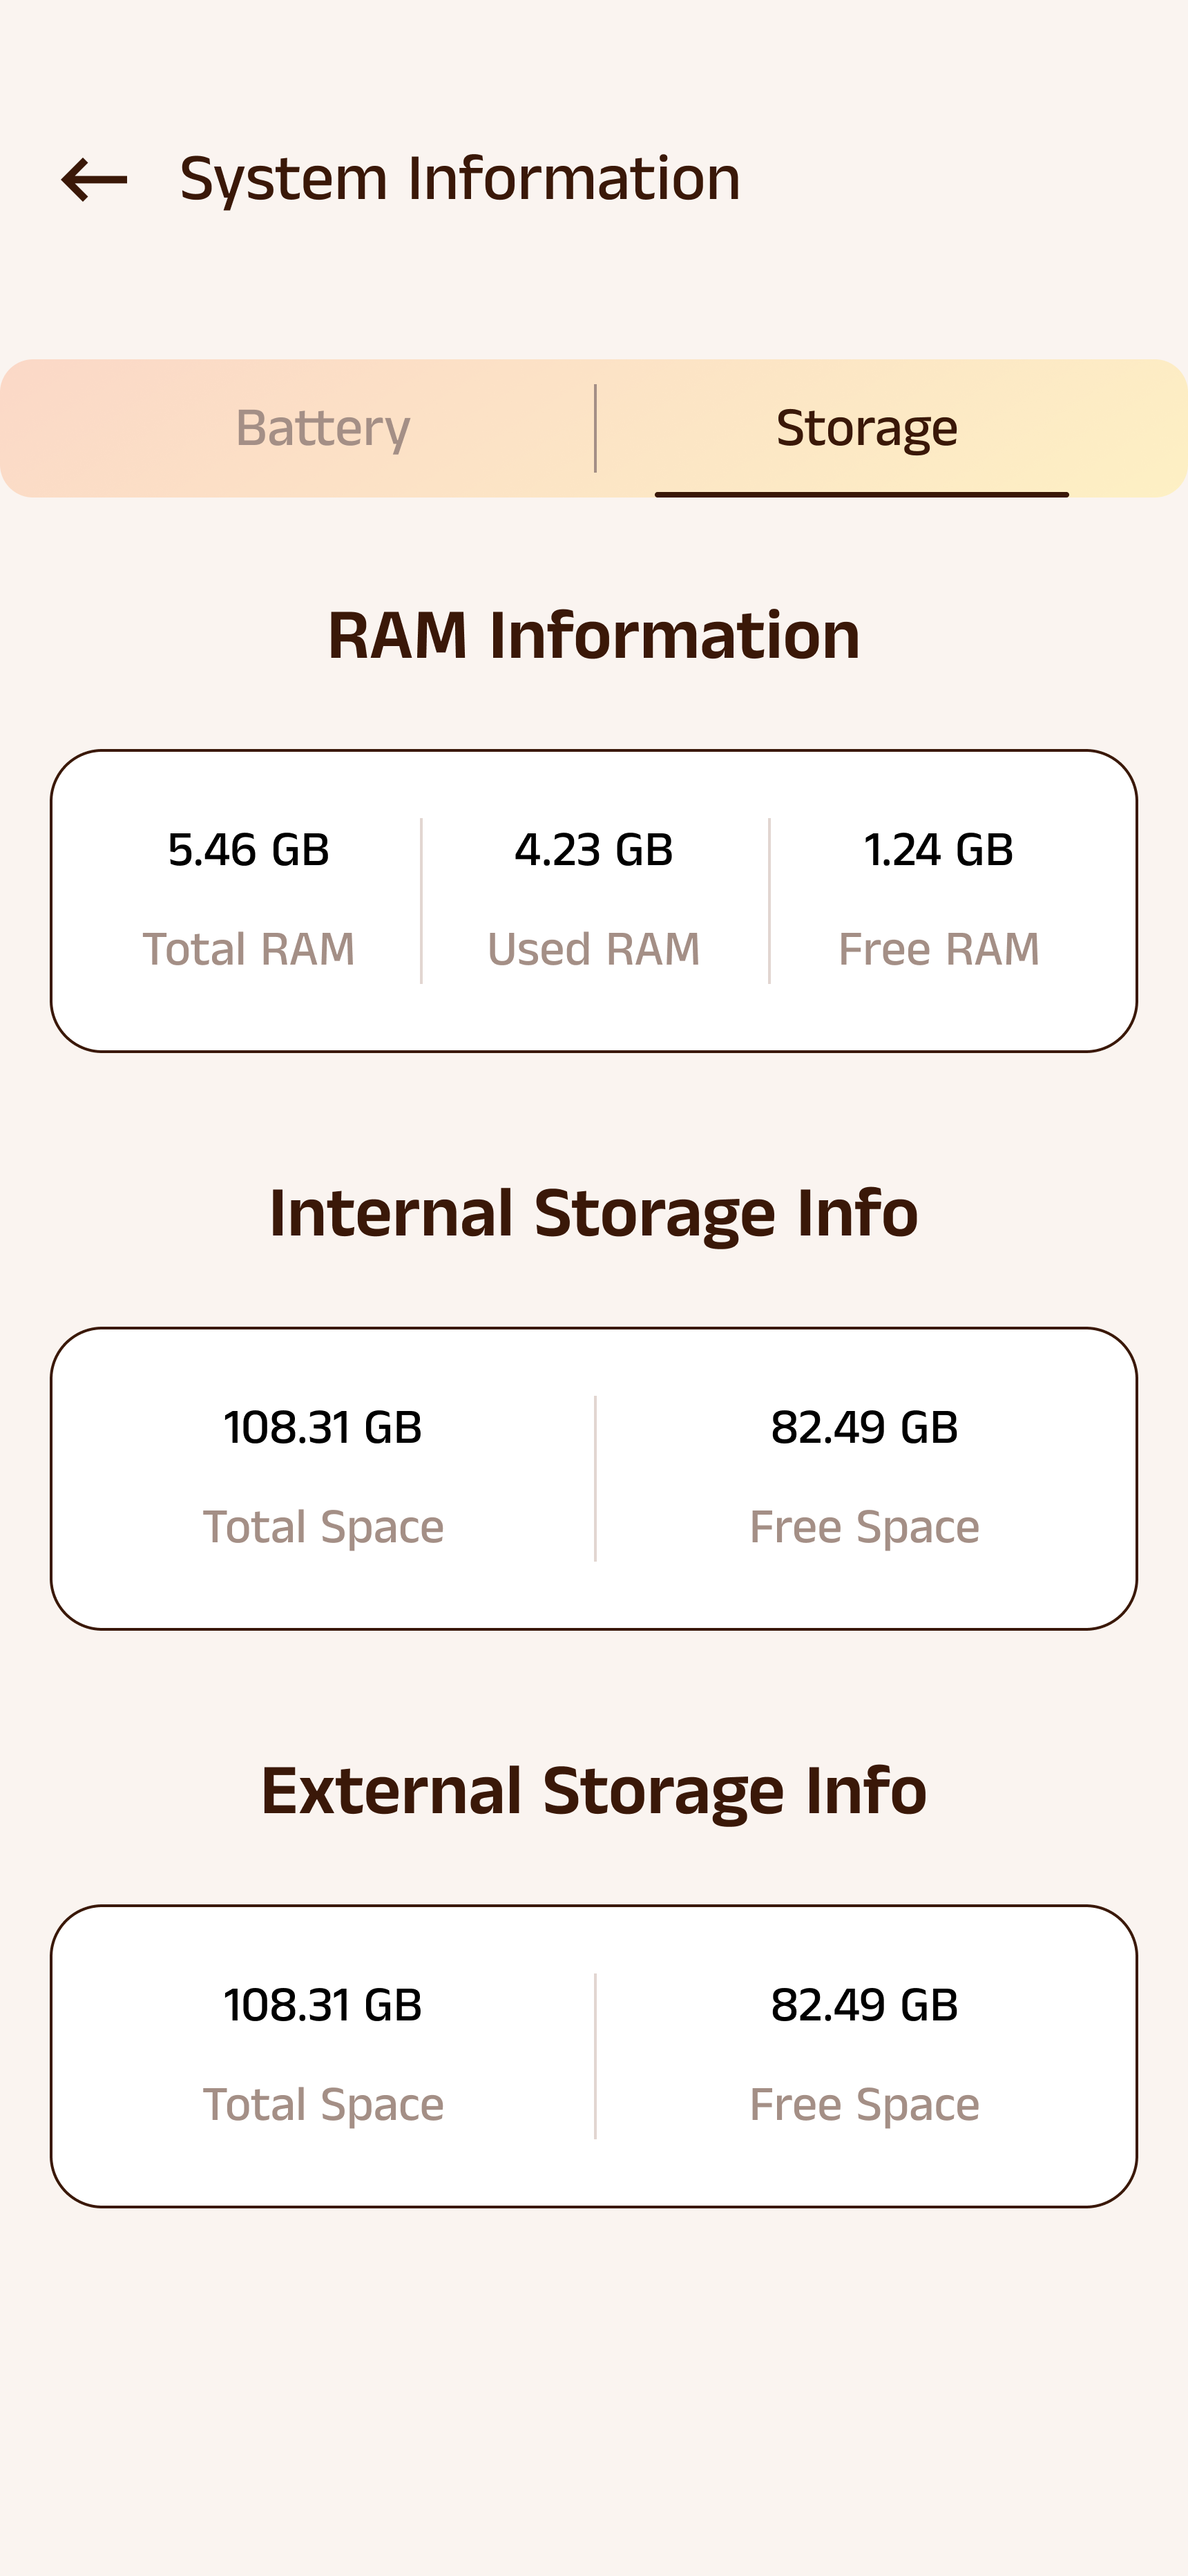 System Information
Battery
Storage
RAM Information
5.46 GB
4.23 GB
1.24 GB
Total RAM
Used RAM
Free RAM
Internal Storage Info
108.31 GB
82.49 GB
Total Space
Free Space
External Storage Info
108.31 GB
82.49 GB
Total Space
Free Space